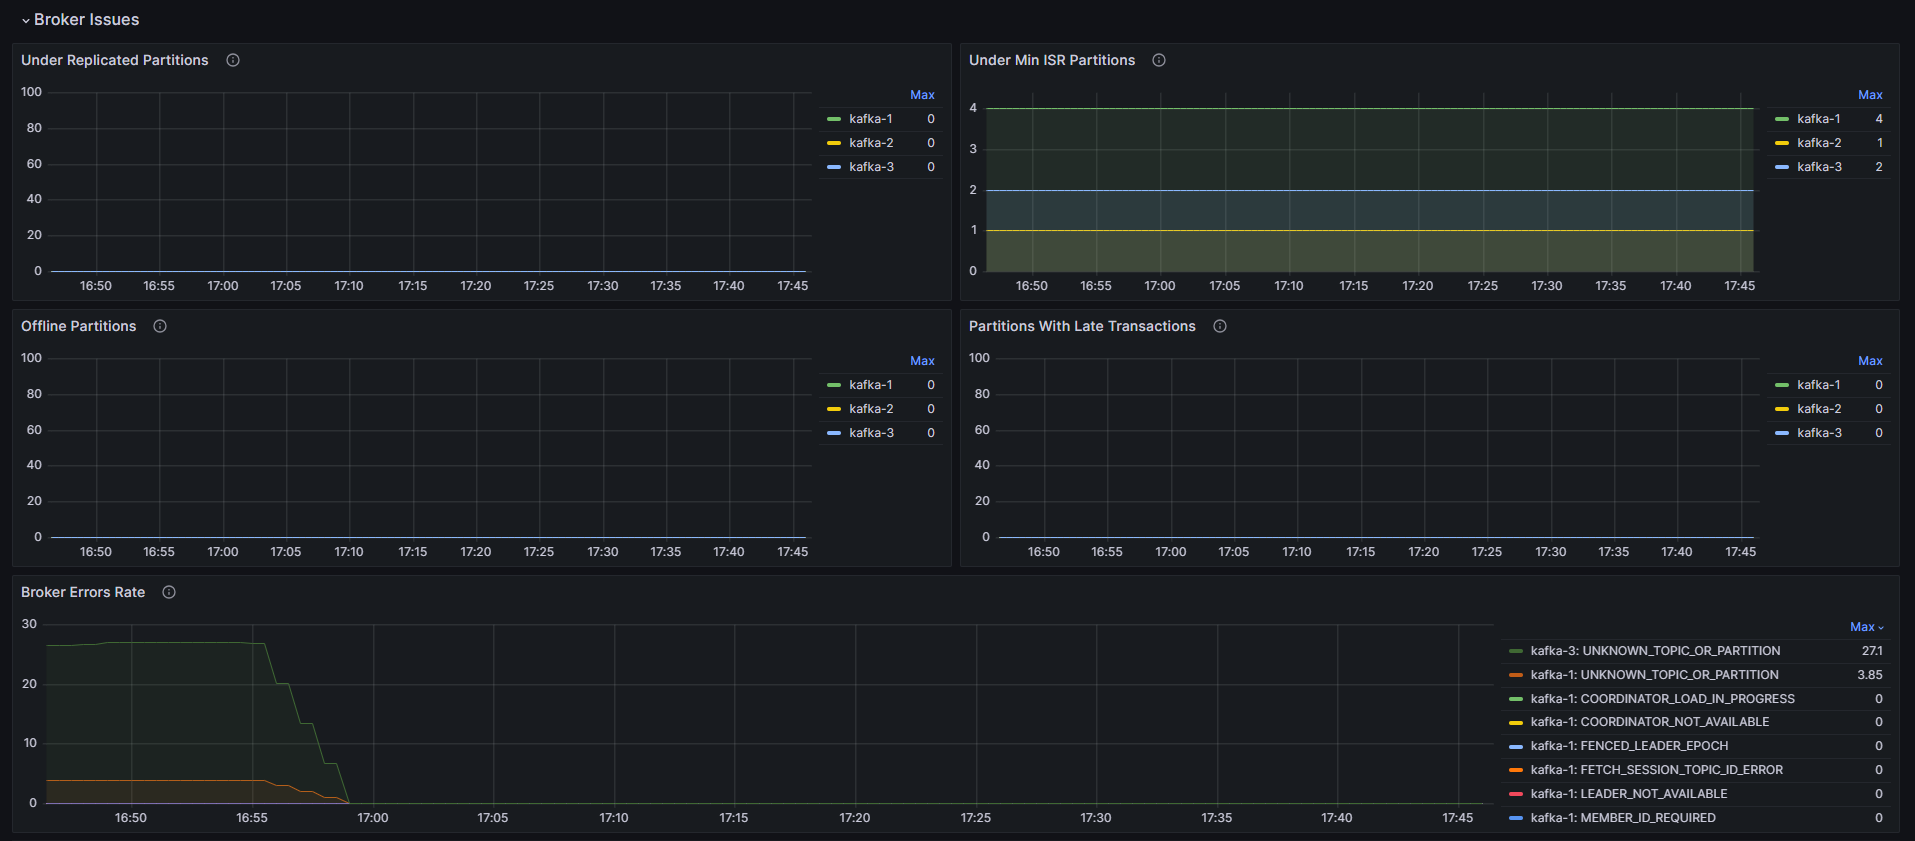 Broker Issues
Under Replicated Partitions
100
80
60
40
20
0
16:50 16:55 17:00 17:05 17:10 17:15 17:20 17:25 17:30 17:35 17:40 17:45
Max
kafka-1 0
kafka-2 0
kafka-3 0
Under Min ISR Partitions
4
3
2
1
0
16:50 16:55 17:00 17:05 17:10 17:15 17:20 17:25 17:30 17:35 17:40 17:45
Max
kafka-1 4
kafka-2 1
kafka-3 2
Offline Partitions
100
80
60
40
20
0
16:50 16:55 17:00 17:05 17:10 17:15 17:20 17:25 17:30 17:35 17:40 17:45
Max
kafka-1 0
kafka-2 0
kafka-3 0
Partitions With Late Transactions
100
80
60
40
20
0
16:50 16:55 17:00 17:05 17:10 17:15 17:20 17:25 17:30 17:35 17:40 17:45
Max
kafka-1 0
kafka-2 0
kafka-3 0
Broker Errors Rate
30
20
10
0
16:50 16:55 17:00 17:05 17:10 17:15 17:20 17:25 17:30 17:35 17:40 17:45
Max
kafka-3: UNKNOWN_TOPIC_OR_PARTITION 27.1
kafka-1: UNKNOWN_TOPIC_OR_PARTITION 3.85
kafka-1: COORDINATOR_LOAD_IN_PROGRESS 0
kafka-1: COORDINATOR_NOT_AVAILABLE 0
kafka-1: FENCED_LEADER_EPOCH 0
kafka-1: FETCH_SESSION_TOPIC_ID_ERROR 0
kafka-1: LEADER_NOT_AVAILABLE 0
kafka-1: MEMBER_ID_REQUIRED 0